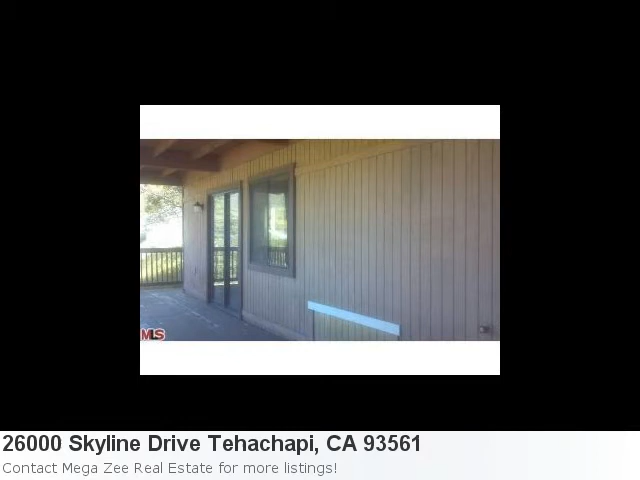 MLS
26000 Skyline Drive Tehachapi, CA 93561
Contact Mega Zee Real Estate for more listings!